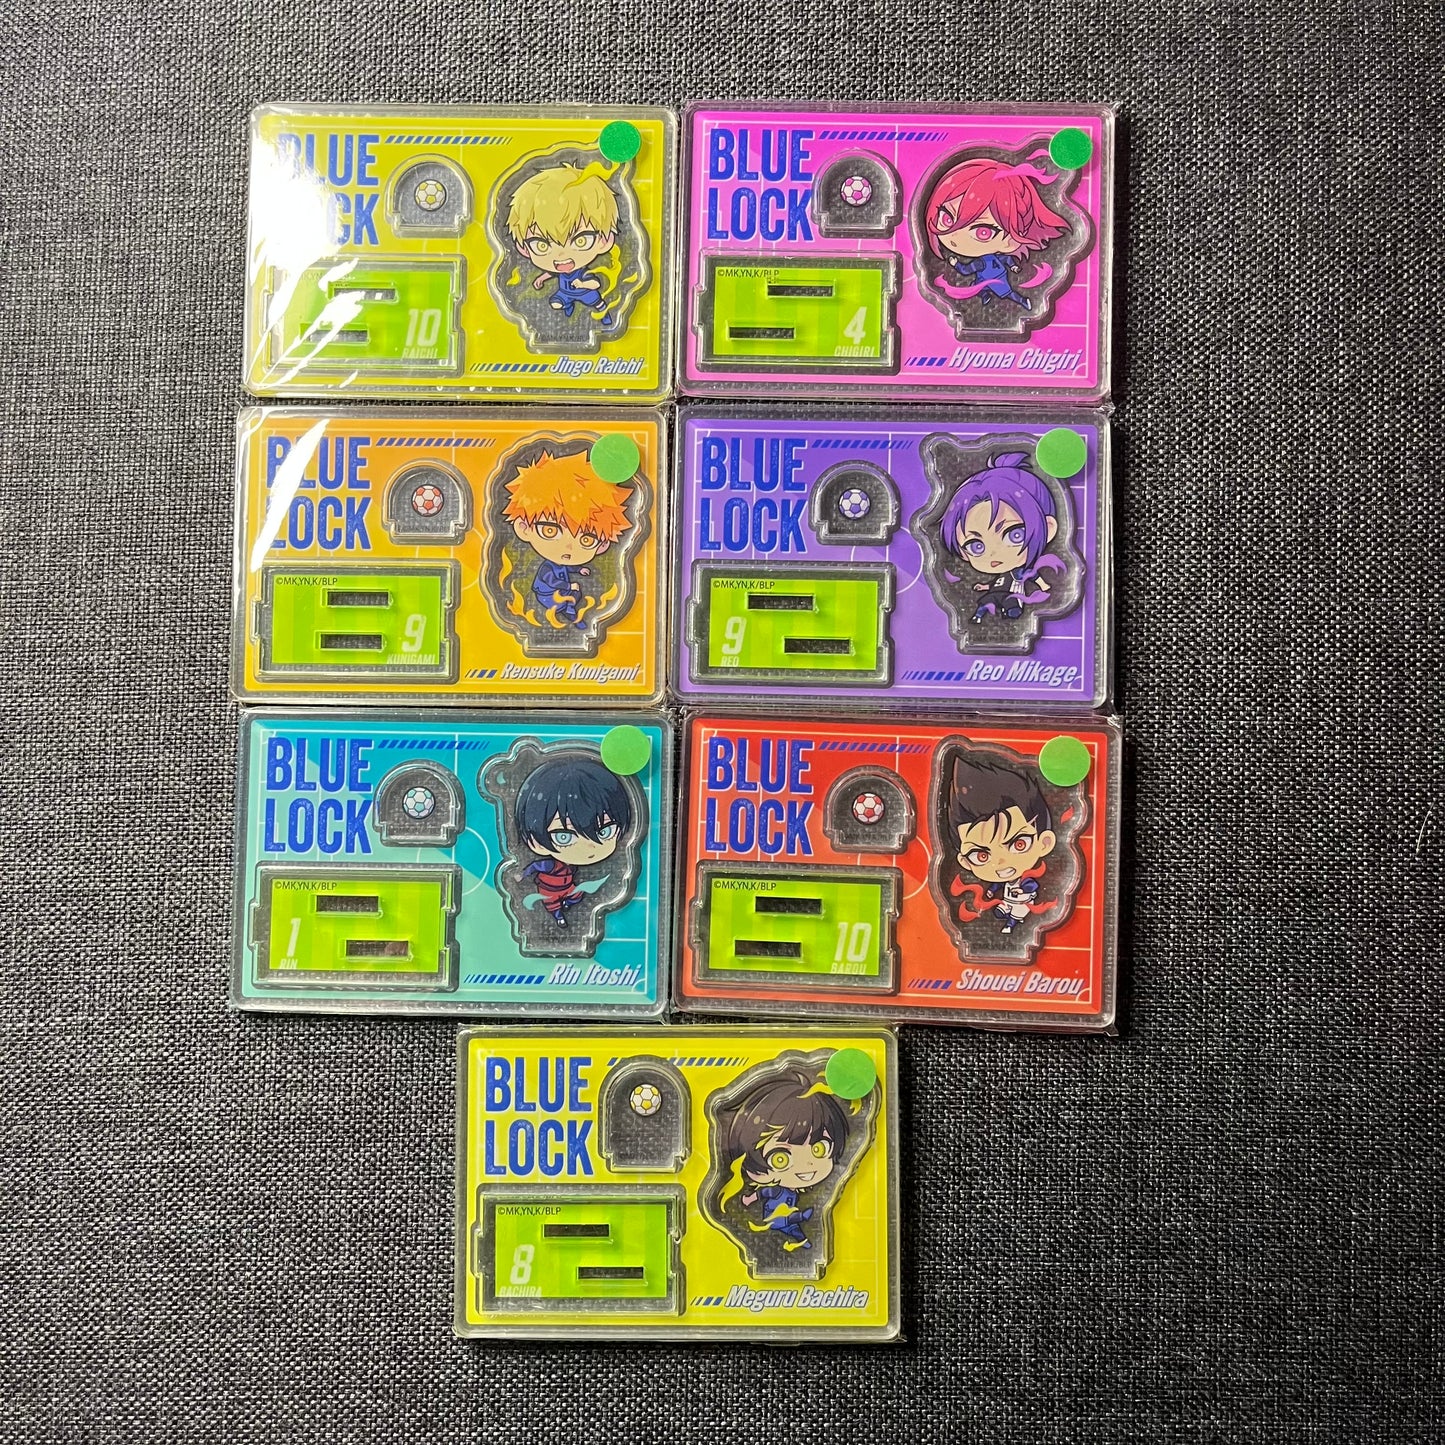 BLUE
LOCK
10
RAICHI
Jingo Raichi
BLUE
LOCK
©MK,YN,K/BLP
4
CHIGIRI
Hyoma Chigiri
BLUE
LOCK
©MK,YN,K/BLP
9
KUNIGAMI
Rensuke Kunigami
BLUE
LOCK
©MK,YN,K/BLP
9
REO
Reo Mikage
BLUE
LOCK
©MK,YN,K/BLP
1
RIN
Rin Itoshi
BLUE
LOCK
©MK,YN,K/BLP
10
BAROU
Shouei Barou
BLUE
LOCK
©MK,YN,K/BLP
8
BACHIRA
Meguru Bachira